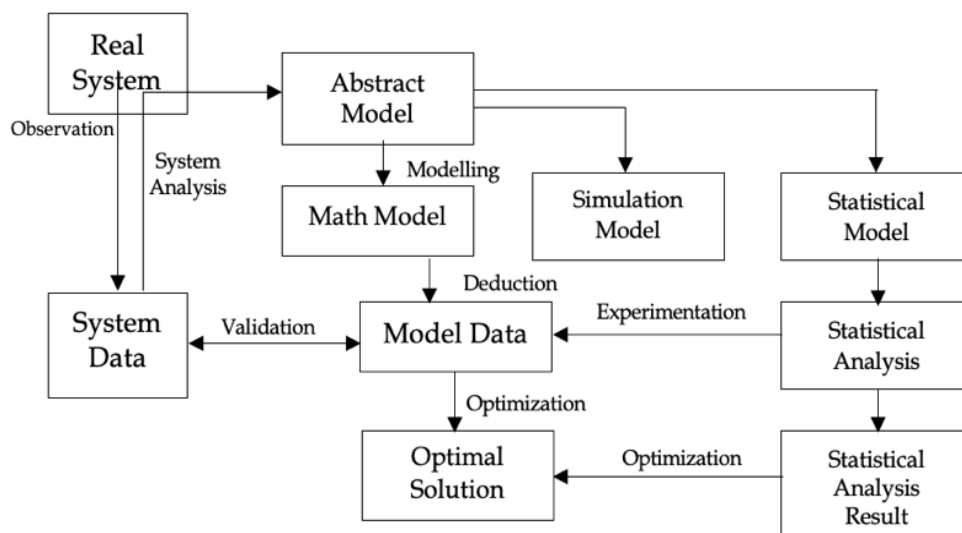 Real
System
Observation
System
Analysis
Abstract
Model
Modelling
Math Model
Simulation
Model
Statistical
Model
Deduction
System
Data
Validation
Model Data
Experimentation
Statistical
Analysis
Optimization
Optimal
Solution
Optimization
Statistical
Analysis
Result